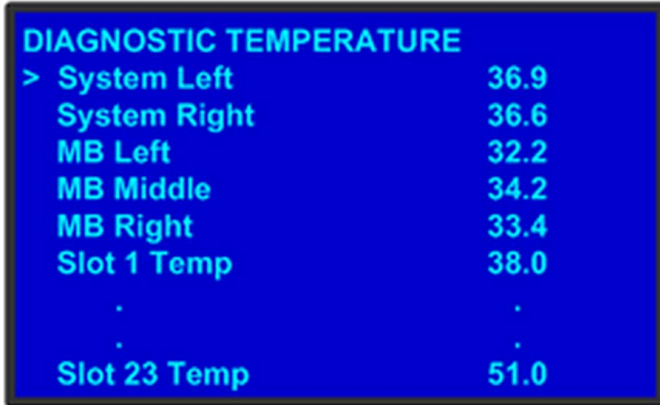 DIAGNOSTIC TEMPERATURE
> System Left 36.9
System Right 36.6
MB Left 32.2
MB Middle 34.2
MB Right 33.4
Slot 1 Temp 38.0
. .
. .
Slot 23 Temp 51.0